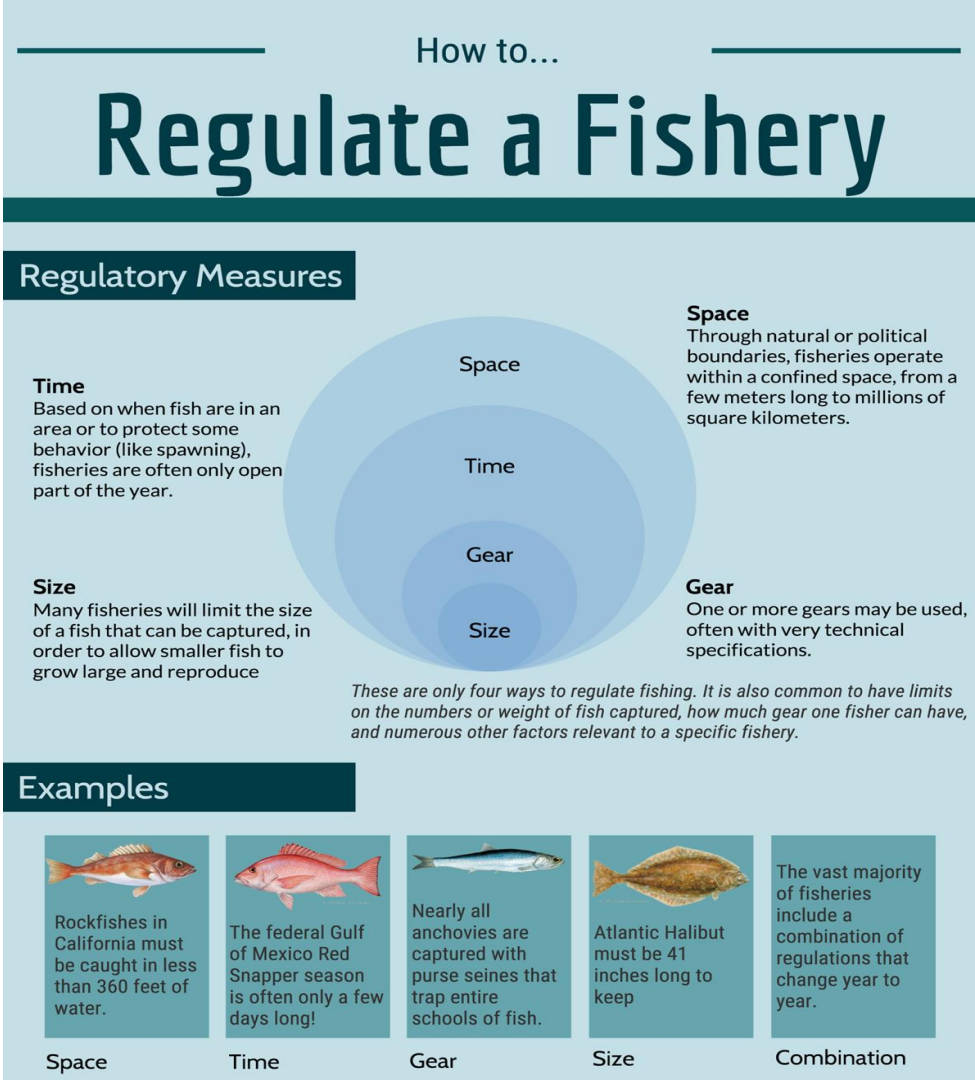 How to...
Regulate a Fishery
Regulatory Measures
Time
Based on when fish are in an
area or to protect some
behavior (like spawning),
fisheries are often only open
part of the year.
Size
Many fisheries will limit the size
of a fish that can be captured, in
order to allow smaller fish to
grow large and reproduce
Space
Time
Gear
Size
Space
Through natural or political
boundaries, fisheries operate
within a confined space, from a
few meters long to millions of
square kilometers.
Gear
One or more gears may be used,
often with very technical
specifications.
These are only four ways to regulate fishing. It is also common to have limits
on the numbers or weight of fish captured, how much gear one fisher can have,
and numerous other factors relevant to a specific fishery.
Examples
Rockfishes in
California must
be caught in less
than 360 feet of
water.
Space
The federal Gulf
of Mexico Red
Snapper season
is often only a few
days long!
Time
Nearly all
anchovies are
captured with
purse seines that
trap entire
schools of fish.
Gear
Atlantic Halibut
must be 41
inches long to
keep
Size
The vast majority
of fisheries
include a
combination of
regulations that
change year to
year.
Combination